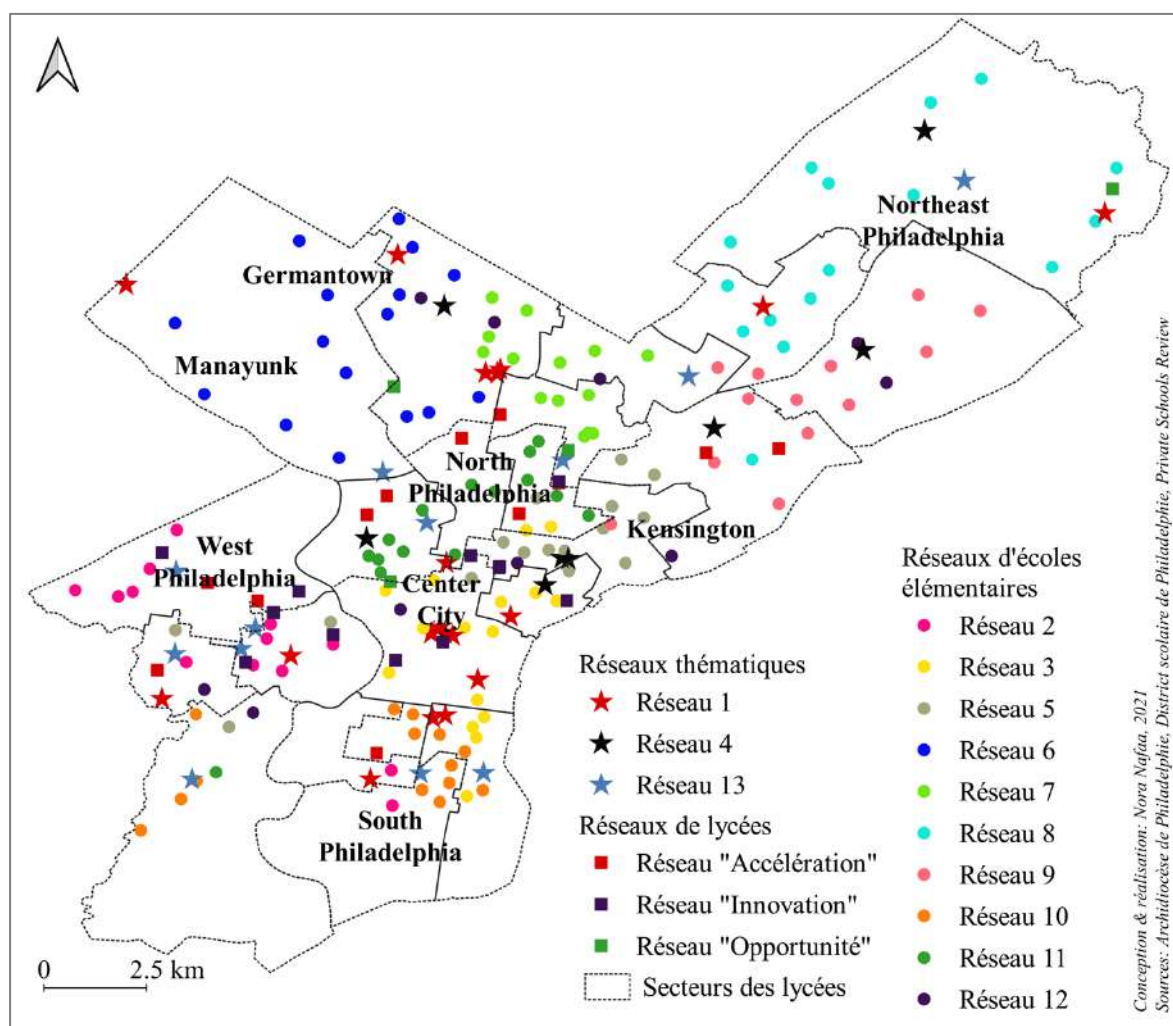 Northeast
Philadelphia
Germantown
Manayunk
North
Philadelphia
Kensington
West
Philadelphia
Center
City
South
Philadelphia
0 2.5 km
Réseaux thématiques
Réseau 1
Réseau 4
Réseau 13
Réseaux de lycées
Réseau "Accélération"
Réseau "Innovation"
Réseau "Opportunité"
Secteurs des lycées
Réseaux d'écoles
élémentaires
Réseau 2
Réseau 3
Réseau 5
Réseau 6
Réseau 7
Réseau 8
Réseau 9
Réseau 10
Réseau 11
Réseau 12
Conception & réalisation: Nora Nafaa, 2021
Sources: Archidiocèse de Philadelphie, District scolaire de Philadelphie, Private Schools Review